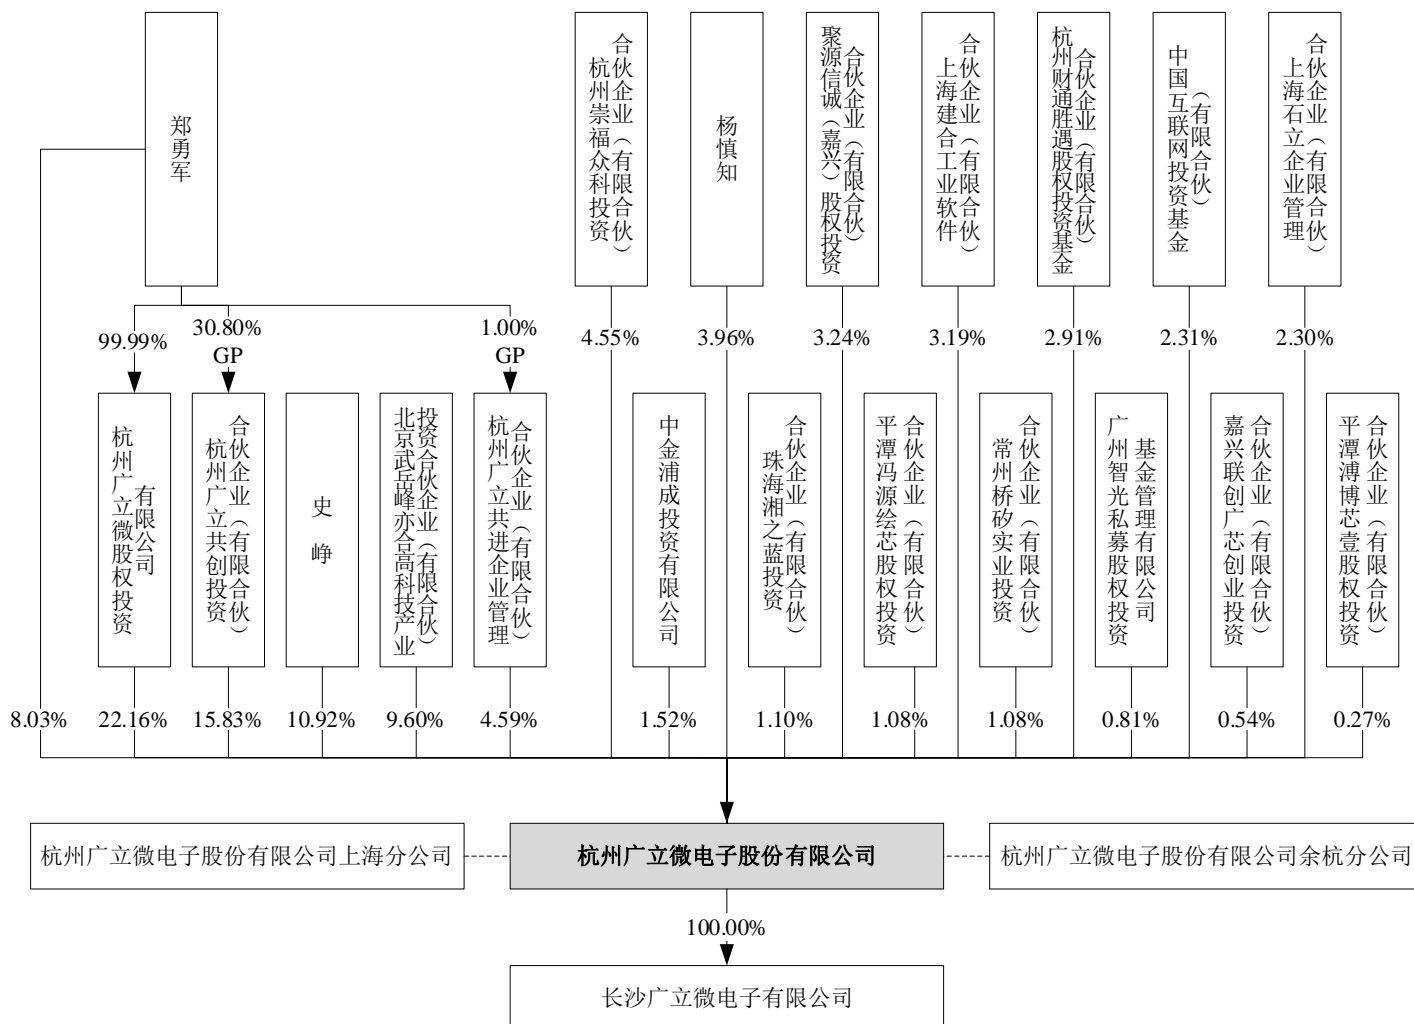 郑勇军
杭州崇福众科投资
合伙企业（有限合伙）
杨慎知
聚源信诚（嘉兴）股权投资
合伙企业（有限合伙）
上海建合工业软件
合伙企业（有限合伙）
杭州财通胜遇股权投资基金
合伙企业（有限合伙）
中国互联网投资基金
（有限合伙）
上海石立企业管理
合伙企业（有限合伙）
99.99%
30.80%
GP
1.00%
GP
4.55%
3.96%
3.24%
3.19%
2.91%
2.31%
2.30%
杭州广立微股权投资
有限公司
杭州广立共创投资
合伙企业（有限合伙）
史峥
北京武岳峰亦合高科技产业
投资合伙企业（有限合伙）
杭州广立共进企业管理
合伙企业（有限合伙）
中金浦成投资有限公司
珠海湘之蓝投资
合伙企业（有限合伙）
平潭冯源绘芯股权投资
合伙企业（有限合伙）
常州桥矽实业投资
合伙企业（有限合伙）
广州智光私募股权投资
基金管理有限公司
嘉兴联创广芯创业投资
合伙企业（有限合伙）
平潭溥博芯壹股权投资
合伙企业（有限合伙）
8.03%
22.16%
15.83%
10.92%
9.60%
4.59%
1.52%
1.10%
1.08%
1.08%
0.81%
0.54%
0.27%
杭州广立微电子股份有限公司上海分公司
杭州广立微电子股份有限公司
杭州广立微电子股份有限公司余杭分公司
100.00%
长沙广立微电子有限公司